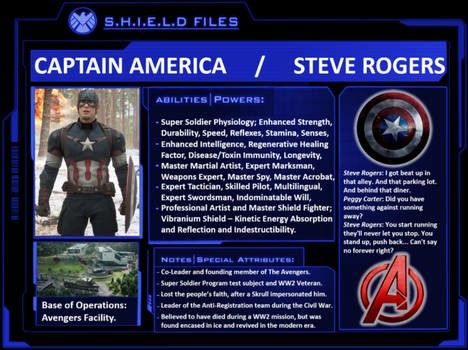 S.H.I.E.L.D FILES
CAPTAIN AMERICA / STEVE ROGERS
ABILITIES|POWERS:
- Super Soldier Physiology; Enhanced Strength,
Durability, Speed, Reflexes, Stamina, Senses,
- Enhanced Intelligence, Regenerative Healing
Factor, Disease/Toxin Immunity, Longevity,
- Master Martial Artist, Expert Marksman,
Weapons Expert, Master Spy, Master Acrobat,
- Expert Tactician, Skilled Pilot, Multilingual,
Expert Swordsman, Indominatable Will,
- Professional Artist and Master Shield Fighter;
Vibranium Shield – Kinetic Energy Absorption
and Reflection and Indestructibility.
Steve Rogers: I got beat up in
that alley. And that parking lot.
And behind that diner.
Peggy Carter: Did you have
something against running
away?
Steve Rogers: You start running
they'll never let you stop. You
stand up, push back... Can't say
no forever right?
Base of Operations:
Avengers Facility.
NOTES|SPECIAL ATTRIBUTES:
- Co-Leader and founding member of The Avengers.
- Super Soldier Program test subject and WW2 Veteran.
- Lost the people's faith, after a Skrull impersonated him.
- Leader of the Anti-Registration team during the Civil War.
- Believed to have died during a WW2 mission, but was
found encased in ice and revived in the modern era.